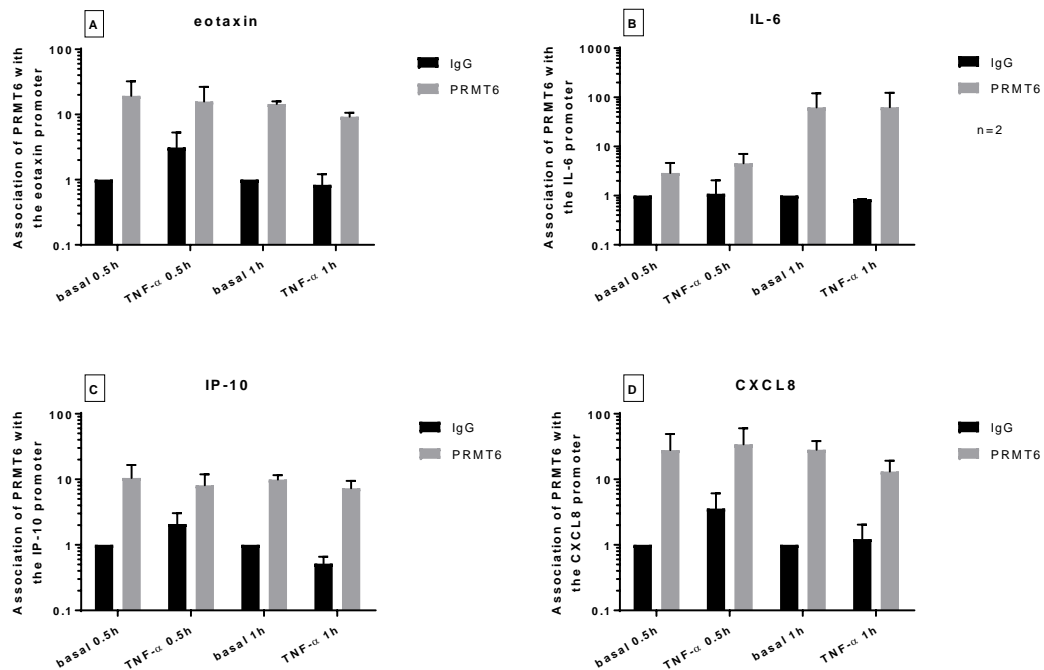 A
eotaxin
Association of PRMT6 with
the eotaxin promoter
100
10
1
0.1
basal 0.5h
TNF-α 0.5h
basal 1h
TNF-α 1h
IgG
PRMT6
B
IL-6
Association of PRMT6 with
the IL-6 promoter
1000
100
10
1
0.1
basal 0.5h
TNF-α 0.5h
basal 1h
TNF-α 1h
IgG
PRMT6
n=2
C
IP-10
Association of PRMT6 with
the IP-10 promoter
100
10
1
0.1
basal 0.5h
TNF-α 0.5h
basal 1h
TNF-α 1h
IgG
PRMT6
D
CXCL8
Association of PRMT6 with
the CXCL8 promoter
100
10
1
0.1
basal 0.5h
TNF-α 0.5h
basal 1h
TNF-α 1h
IgG
PRMT6